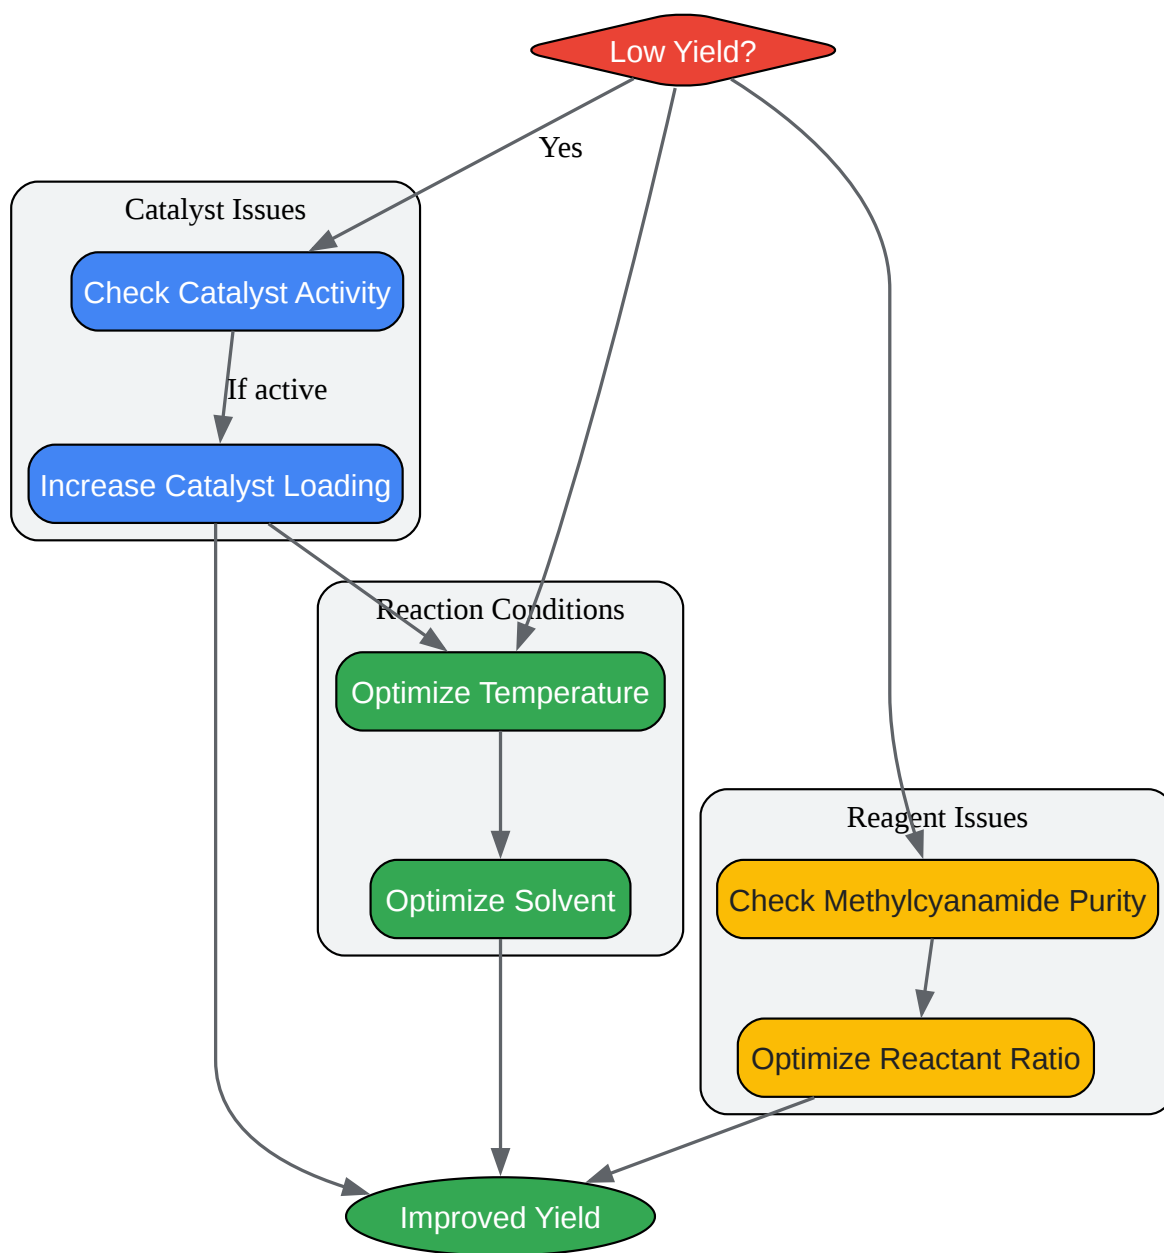 Low Yield?
Yes
Catalyst Issues
Check Catalyst Activity
If active
Increase Catalyst Loading
Reaction Conditions
Optimize Temperature
Optimize Solvent
Reagent Issues
Check Methylcyanamide Purity
Optimize Reactant Ratio
Improved Yield